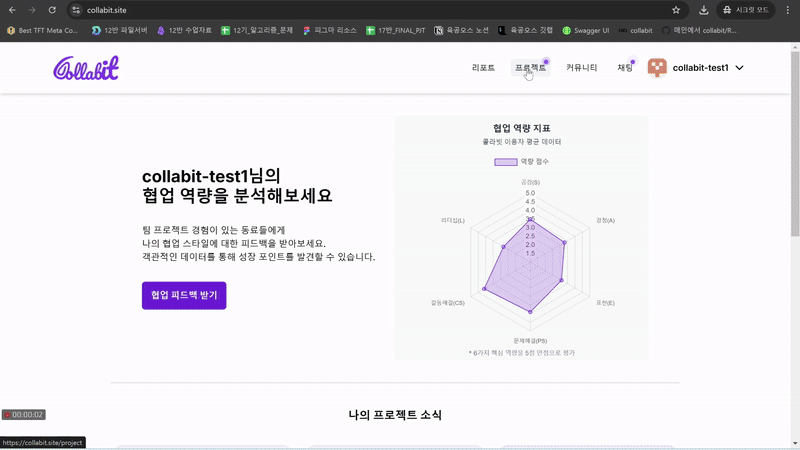 collabit.site
시크릿 모드
Best TFT Meta Co...
12반 파일서버
12반 수업자료
12기_알고리즘_문제
피그마 리소스
17반_FINAL_PJT
육공오스 노션
육공오스 깃랩
Swagger UI
collabit
메인에서 collabit/R...
Collabit
리포트
프로젝트
커뮤니티
채팅
collabit-test1
collabit-test1님의
협업 역량을 분석해보세요
팀 프로젝트 경험이 있는 동료들에게
나의 협업 스타일에 대한 피드백을 받아보세요.
객관적인 데이터를 통해 성장 포인트를 발견할 수 있습니다.
협업 피드백 받기
협업 역량 지표
콜라빗 이용자 평균 데이터
역량 점수
공감(S)
5.0
4.5
4.0
3.5
3.0
2.5
2.0
1.5
리더십(L)
경청(A)
갈등해결(CS)
표현(E)
문제해결(PS)
* 6가지 핵심 역량을 5점 만점으로 평가
나의 프로젝트 소식
00:00:02
https://collabit.site/project